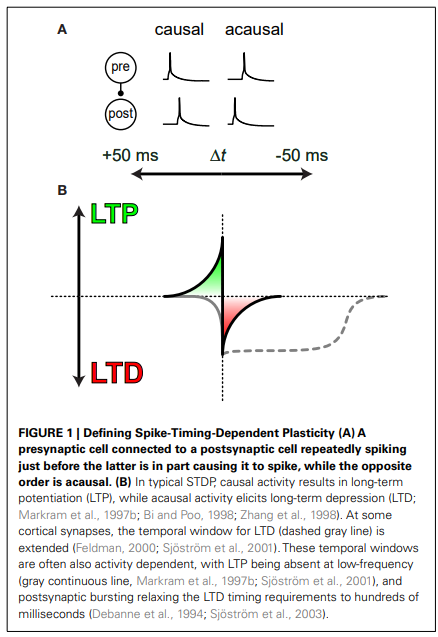 A
causal acausal
pre
post
+50 ms Δt -50 ms
B
LTP
LTD
FIGURE 1 | Defining Spike-Timing-Dependent Plasticity (A) A
presynaptic cell connected to a postsynaptic cell repeatedly spiking
just before the latter is in part causing it to spike, while the opposite
order is acausal. (B) In typical STDP, causal activity results in long-term
potentiation (LTP), while acausal activity elicits long-term depression (LTD;
Markram et al., 1997b; Bi and Poo, 1998; Zhang et al., 1998). At some
cortical synapses, the temporal window for LTD (dashed gray line) is
extended (Feldman, 2000; Sjöström et al., 2001). These temporal windows
are often also activity dependent, with LTP being absent at low-frequency
(gray continuous line, Markram et al., 1997b; Sjöström et al., 2001), and
postsynaptic bursting relaxing the LTD timing requirements to hundreds of
milliseconds (Debanne et al., 1994; Sjöström et al., 2003).